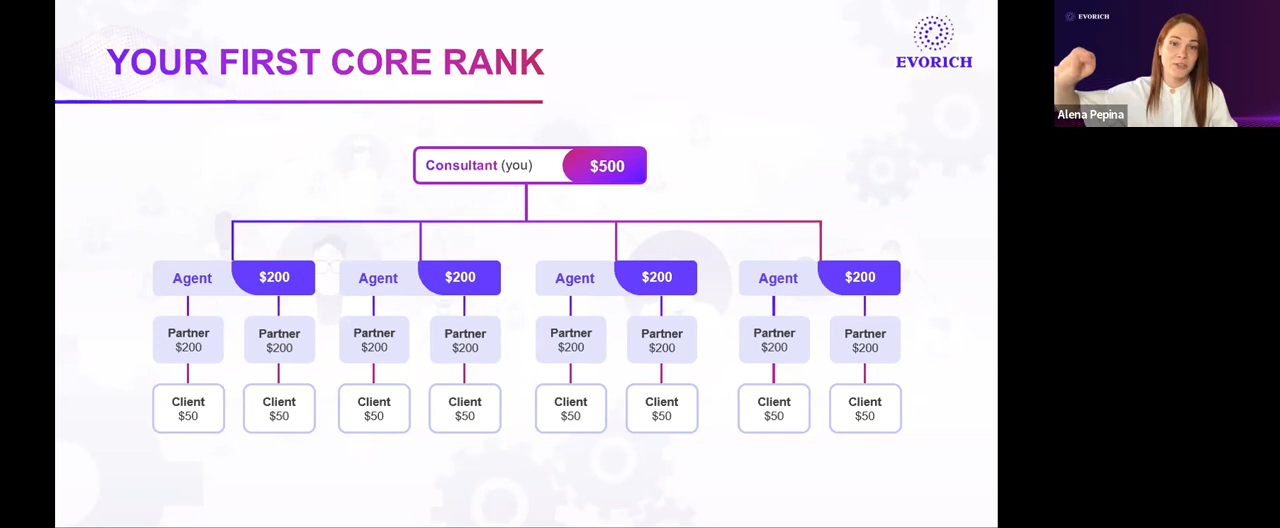 YOUR FIRST CORE RANK
EVORICH
EVORICH
Alena Pepina
Consultant (you) $500
Agent $200 Agent $200 Agent $200 Agent $200
Partner Partner Partner Partner Partner Partner Partner Partner
$200 $200 $200 $200 $200 $200 $200 $200
Client Client Client Client Client Client Client Client
$50 $50 $50 $50 $50 $50 $50 $50